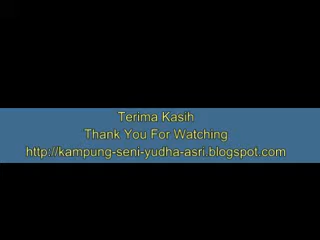 Terima Kasih
Thank You For Watching
http://kampung-seni-yudha-asri.blogspot.com